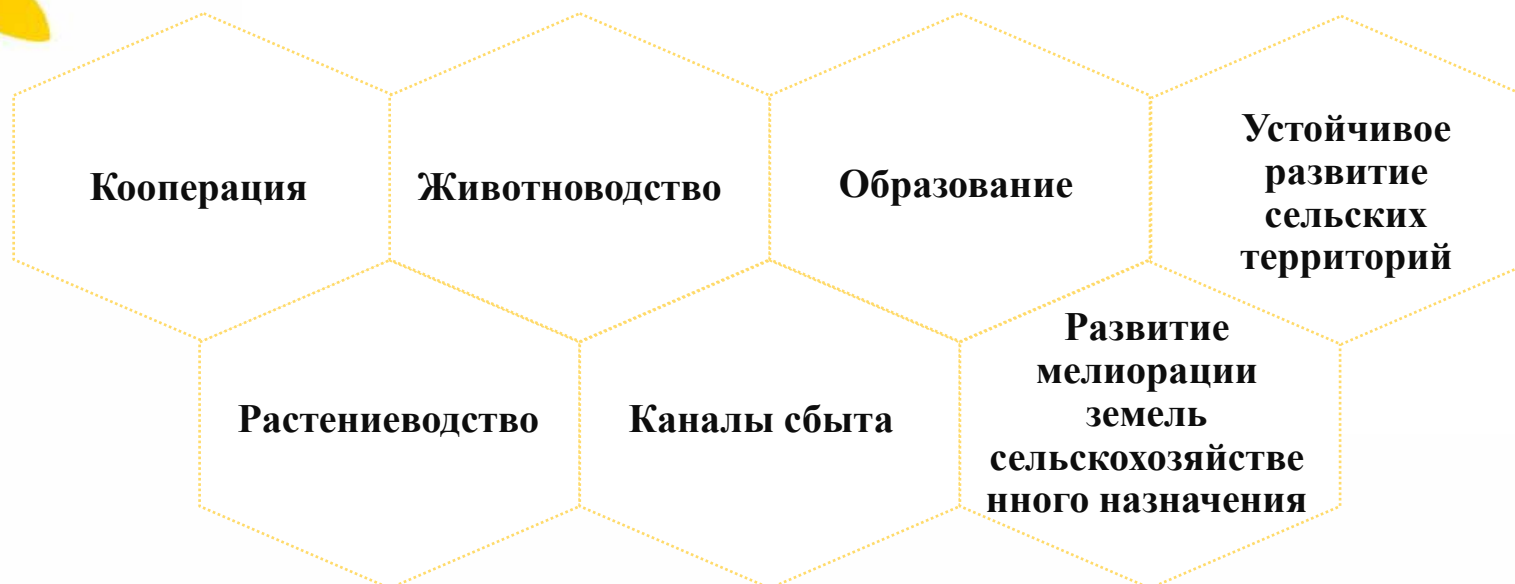 Кооперация
Животноводство
Образование
Устойчивое
развитие
сельских
территорий
Растениеводство
Каналы сбыта
Развитие
мелиорации
земель
сельскохозяйстве
нного назначения